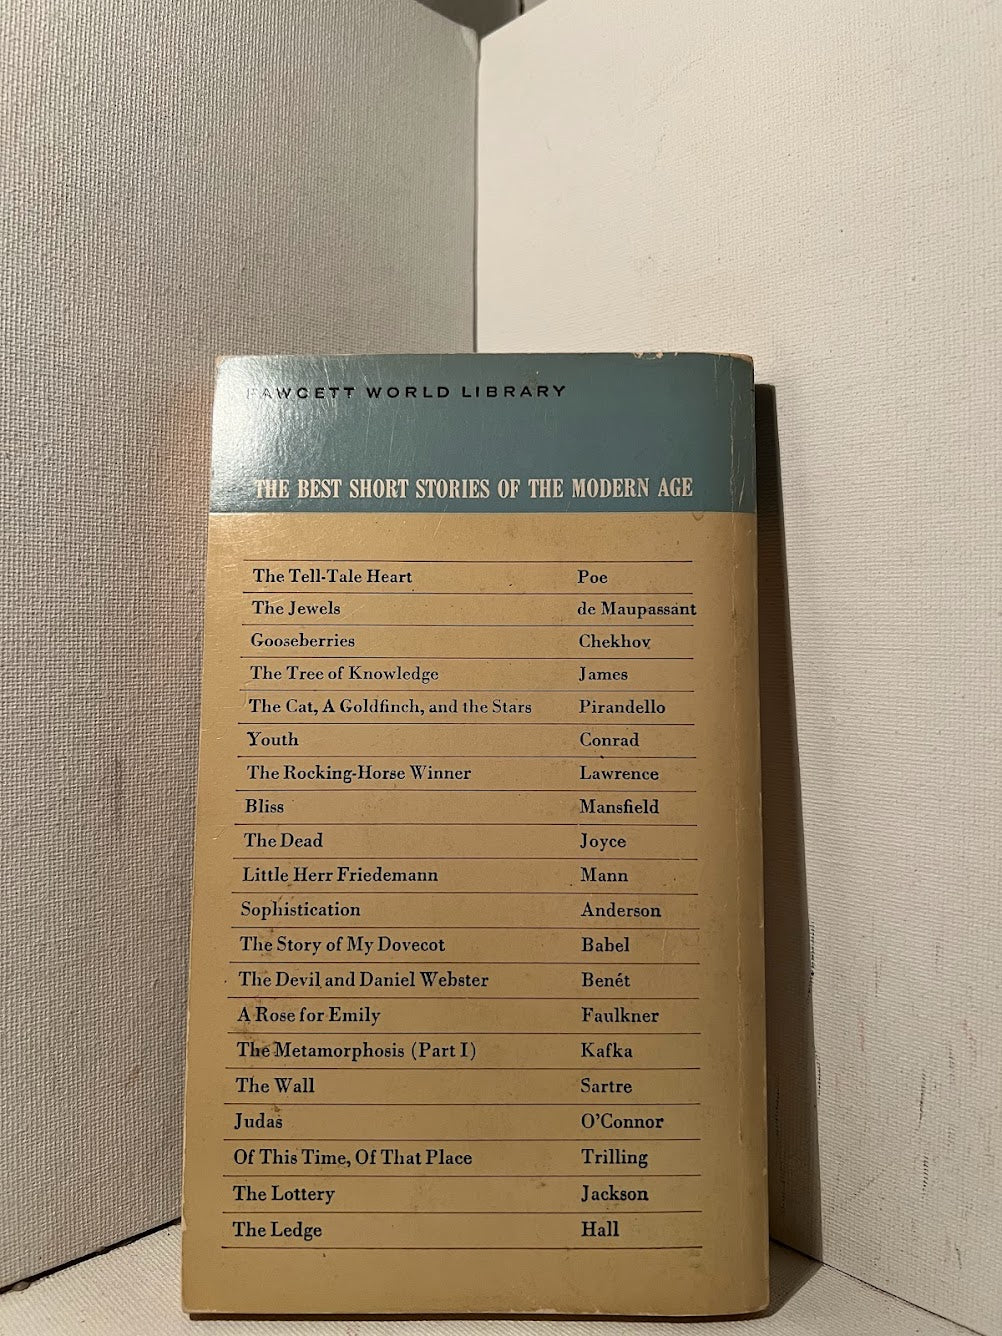 FAWCETT WORLD LIBRARY
THE BEST SHORT STORIES OF THE MODERN AGE
The Tell-Tale Heart Poe
The Jewels de Maupassant
Gooseberries Chekhov
The Tree of Knowledge James
The Cat, A Goldfinch, and the Stars Pirandello
Youth Conrad
The Rocking-Horse Winner Lawrence
Bliss Mansfield
The Dead Joyce
Little Herr Friedemann Mann
Sophistication Anderson
The Story of My Dovecot Babel
The Devil and Daniel Webster Benét
A Rose for Emily Faulkner
The Metamorphosis (Part I) Kafka
The Wall Sartre
Judas O'Connor
Of This Time, Of That Place Trilling
The Lottery Jackson
The Ledge Hall